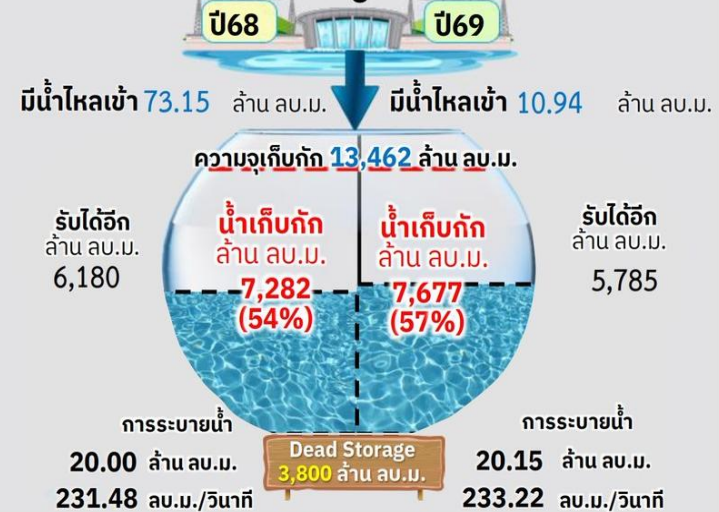 ปี68 ปี69
มีน้ำไหลเข้า 73.15 ล้าน ลบ.ม. มีน้ำไหลเข้า 10.94 ล้าน ลบ.ม.
ความจุเก็บกัก 13,462 ล้าน ลบ.ม.
รับได้อีก
ล้าน ลบ.ม.
6,180
น้ำเก็บกัก
ล้าน ลบ.ม.
7,282
(54%)
น้ำเก็บกัก
ล้าน ลบ.ม.
7,677
(57%)
รับได้อีก
ล้าน ลบ.ม.
5,785
การระบายน้ำ
20.00 ล้าน ลบ.ม.
231.48 ลบ.ม./วินาที
Dead Storage
3,800 ล้าน ลบ.ม.
การระบายน้ำ
20.15 ล้าน ลบ.ม.
233.22 ลบ.ม./วินาที